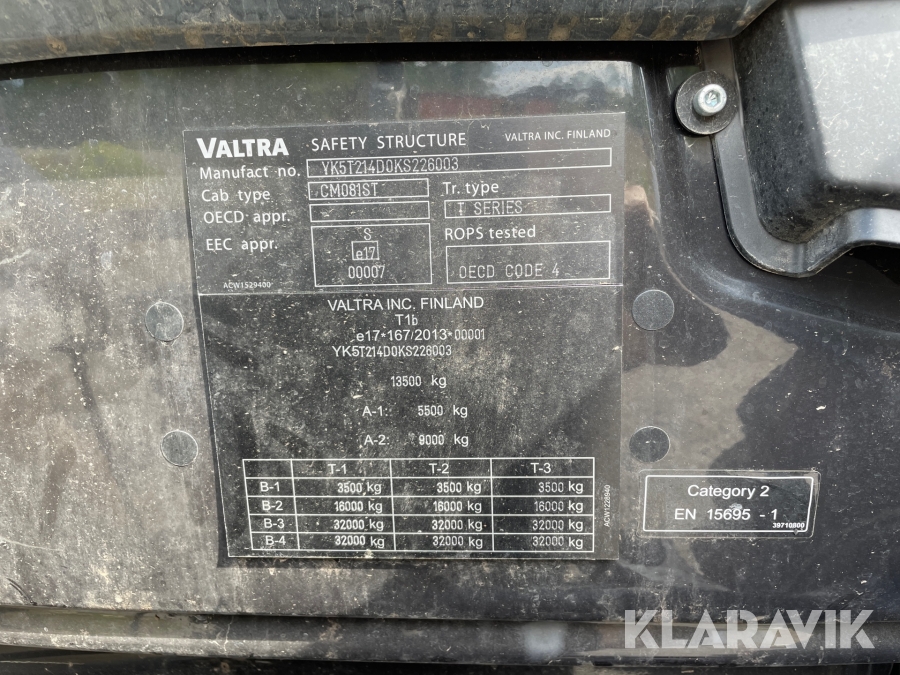 VALTRA SAFETY STRUCTURE VALTRA INC. FINLAND
Manufact no. YK5T214D0KS226003
Cab type CM081ST Tr. type
OECD appr. T SERIES
EEC appr. S ROPS tested
e17
00007 OECD CODE 4
ACW1529400
VALTRA INC. FINLAND
T1b
e17*167/2013*00001
YK5T214D0KS226003
13500 kg
A-1: 5500 kg
A-2: 9000 kg
T-1 T-2 T-3
B-1 3500 kg 3500 kg 3500 kg
B-2 16000 kg 16000 kg 16000 kg
B-3 32000 kg 32000 kg 32000 kg
B-4 32000 kg 32000 kg 32000 kg
ACW1228940
Category 2
EN 15695 - 1
39710800
KLARAVIK